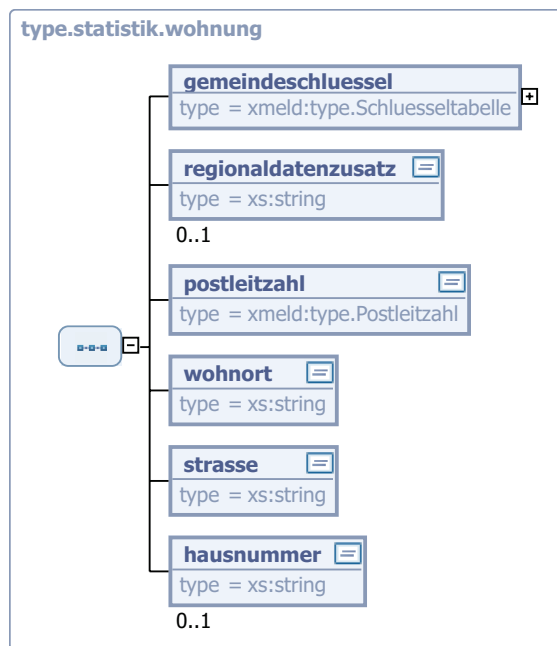 type.statistik.wohnung
gemeindeschluessel
type = xmeld:type.Schluesseltabelle
regionaldatenzusatz
type = xs:string
0..1
postleitzahl
type = xmeld:type.Postleitzahl
wohnort
type = xs:string
strasse
type = xs:string
hausnummer
type = xs:string
0..1